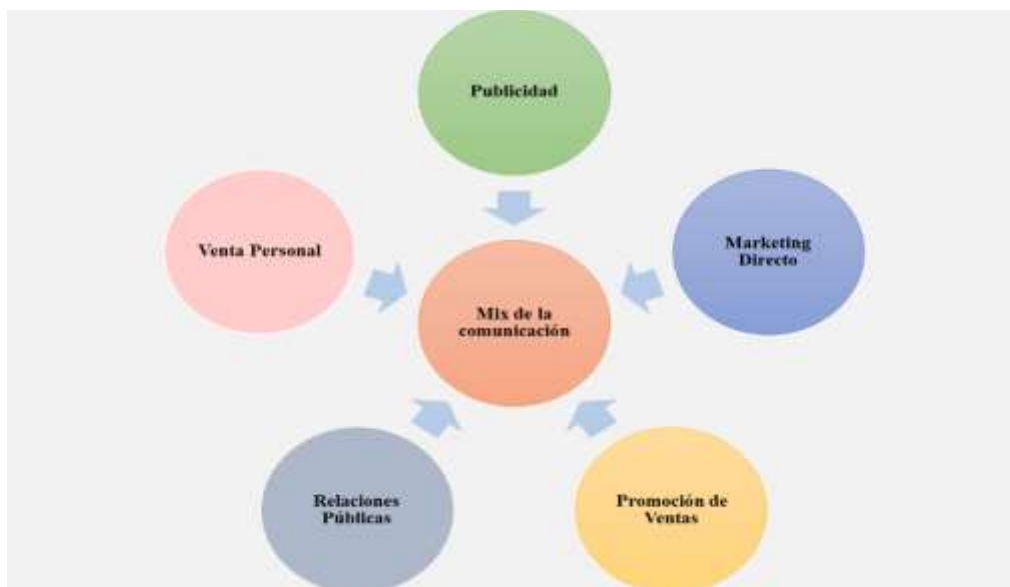 Publicidad
Venta Personal
Marketing
Directo
Mix de la
comunicación
Relaciones
Públicas
Promoción de
Ventas